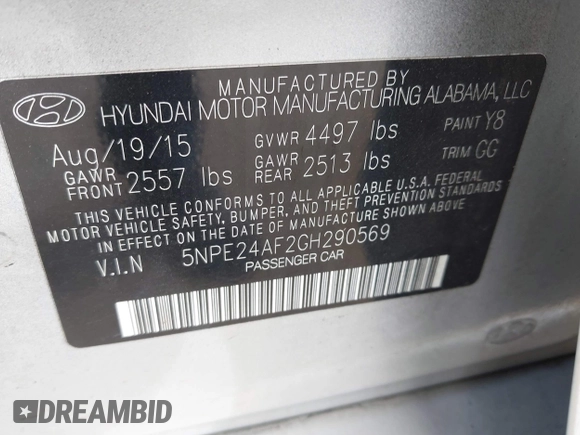 MANUFACTURED BY
HYUNDAI MOTOR MANUFACTURING ALABAMA, LLC
Aug/19/15 GVWR 4497 lbs PAINT Y8
GAWR FRONT 2557 lbs GAWR REAR 2513 lbs TRIM GG
THIS VEHICLE CONFORMS TO ALL APPLICABLE U.S.A. FEDERAL
MOTOR VEHICLE SAFETY, BUMPER, AND THEFT PREVENTION STANDARDS
IN EFFECT ON THE DATE OF MANUFACTURE SHOWN ABOVE.
V.I.N 5NPE24AF2GH290569
PASSENGER CAR
DREAMBID